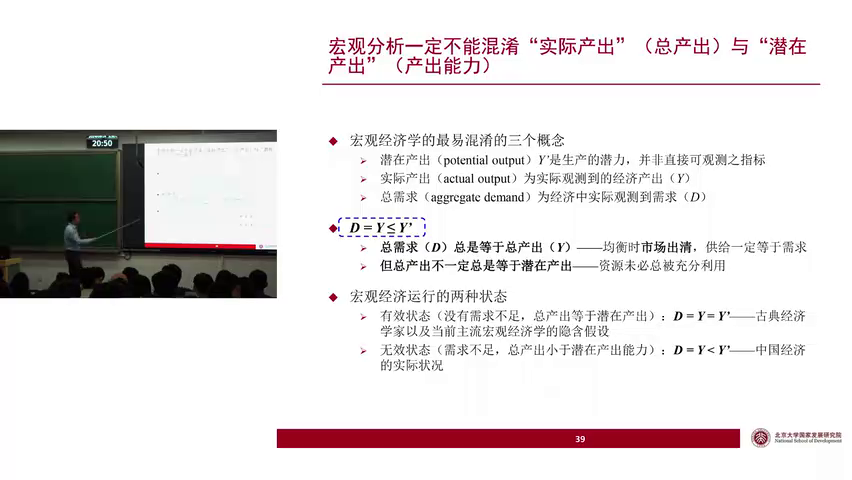 宏观分析一定不能混淆“实际产出”（总产出）与“潜在
产出”（产出能力）
20:50
宏观经济学的最易混淆的三个概念
潜在产出（potential output）Y’是生产的潜力，并非直接可观测之指标
实际产出（actual output）为实际观测到的经济产出（Y）
总需求（aggregate demand）为经济中实际观测到需求（D）
D = Y ≤ Y’
总需求（D）总是等于总产出（Y）——均衡时市场出清，供给一定等于需求
但总产出不一定总是等于潜在产出——资源未必总被充分利用
宏观经济运行的两种状态
有效状态（没有需求不足，总产出等于潜在产出）：D = Y = Y’——古典经济
学家以及当前主流宏观经济学的隐含假设
无效状态（需求不足，总产出小于潜在产出能力）：D = Y < Y’——中国经济
的实际状况
39
北京大学国家发展研究院
National School of Development